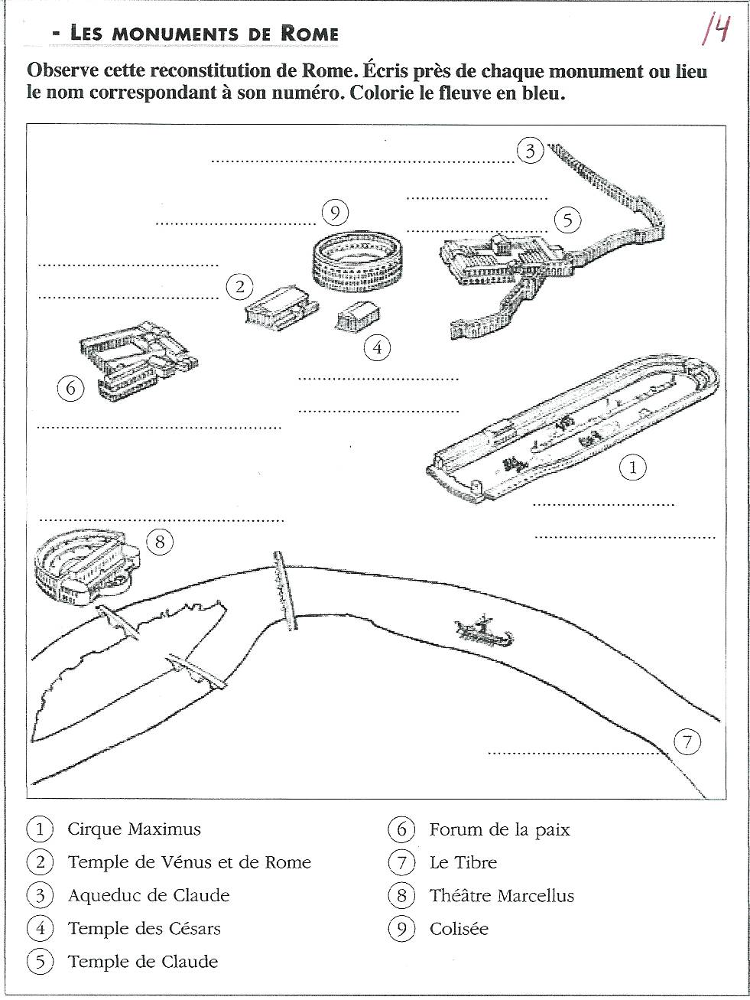 - LES MONUMENTS DE ROME
14
Observe cette reconstitution de Rome. Écris près de chaque monument ou lieu
le nom correspondant à son numéro. Colorie le fleuve en bleu.
3
9
5
2
4
6
1
8
7
1 Cirque Maximus
2 Temple de Vénus et de Rome
3 Aqueduc de Claude
4 Temple des Césars
5 Temple de Claude
6 Forum de la paix
7 Le Tibre
8 Théâtre Marcellus
9 Colisée